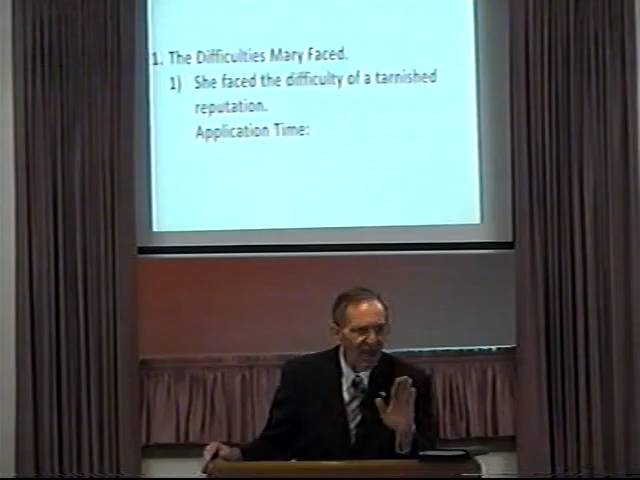 1. The Difficulties Mary Faced.
1) She faced the difficulty of a tarnished
reputation.
Application Time: